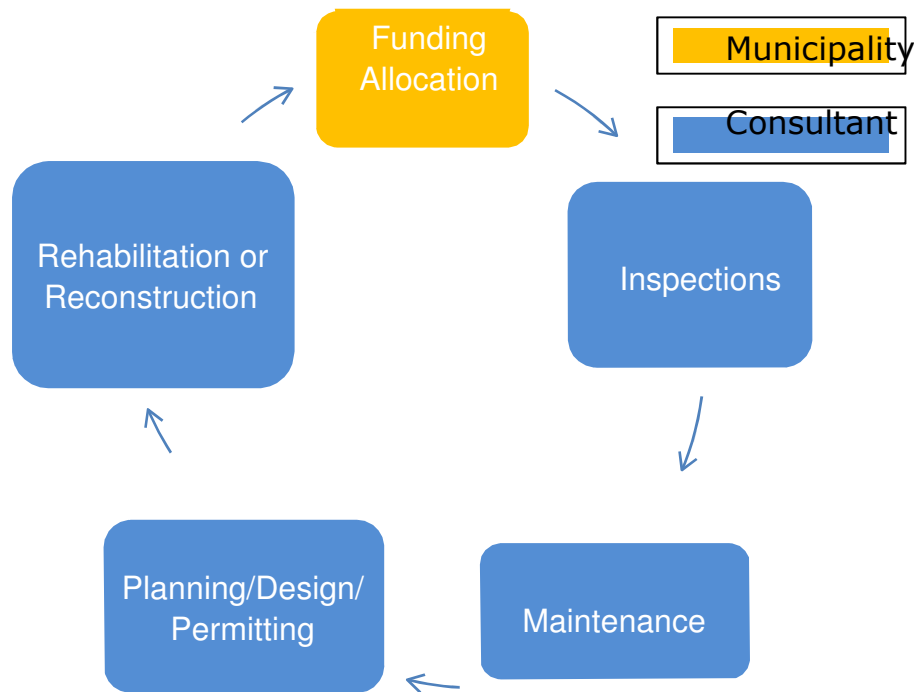 Funding
Allocation
Municipality
Consultant
Rehabilitation or
Reconstruction
Inspections
Planning/Design/
Permitting
Maintenance